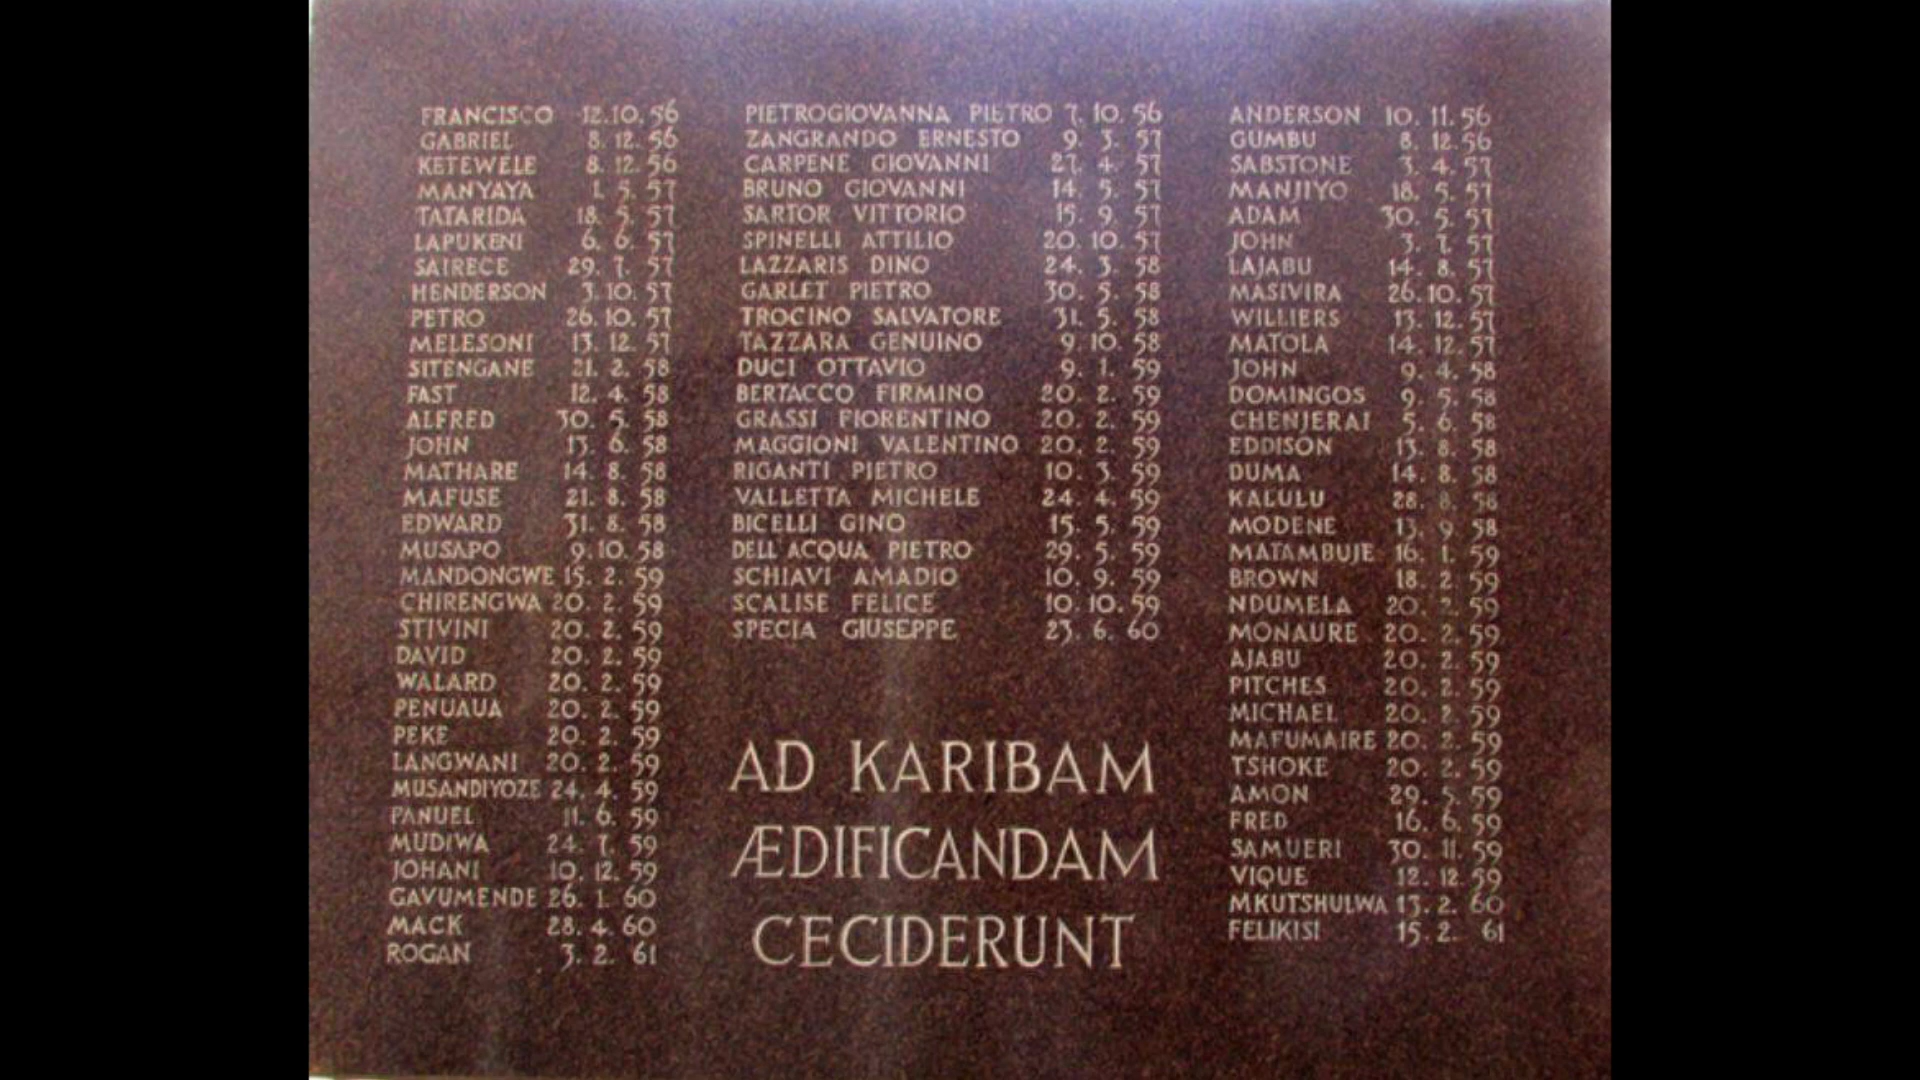 FRANCISCO 12.10.56
GABRIEL 8.12.56
KETEWELE 8.12.56
MANYAYA 1.5.57
TATARIDA 18.5.57
LAPUKENI 6.6.57
SAIRECE 29.7.57
HENDERSON 3.10.57
PETRO 26.10.57
MELESONI 13.12.57
SITENGANE 21.2.58
FAST 12.4.58
ALFRED 30.5.58
JOHN 13.6.58
MATHARE 14.8.58
MAFUSE 21.8.58
EDWARD 31.8.58
MUSAPO 9.10.58
MANDONGWE 15.2.59
CHIRENGWA 20.2.59
STIVINI 20.2.59
DAVID 20.2.59
WALARD 20.2.59
PENUAUA 20.2.59
PEKE 20.2.59
LANGWANI 20.2.59
MUSANDIYOZE 24.4.59
PANUEL 11.6.59
MUDIWA 24.7.59
JOHANI 10.12.59
GAVUMENDE 26.1.60
MACK 28.4.60
ROGAN 3.2.61
PIETROGIOVANNA PIETRO 7.10.56
ZANGRANDO ERNESTO 9.3.57
CARPENE GIOVANNI 27.4.57
BRUNO GIOVANNI 14.5.57
SARTOR VITTORIO 15.9.57
SPINELLI ATTILIO 20.10.57
LAZZARIS DINO 24.3.58
GARLET PIETRO 30.5.58
TROCINO SALVATORE 31.5.58
TAZZARA GENUINO 9.10.58
DUCI OTTAVIO 9.1.59
BERTACCO FIRMINO 20.2.59
GRASSI FIORENTINO 20.2.59
MAGGIONI VALENTINO 20.2.59
RIGANTI PIETRO 10.3.59
VALLETTA MICHELE 24.4.59
BICELLI GINO 15.5.59
DELL'ACQUA PIETRO 29.5.59
SCHIAVI AMADIO 10.9.59
SCALISE FELICE 10.10.59
SPECIA GIUSEPPE 23.6.60
AD KARIBAM
ÆDIFICANDAM
CECIDERUNT
ANDERSON 10.11.56
GUMBU 8.12.56
SABSTONE 3.4.57
MANJIYO 18.5.57
ADAM 30.5.57
JOHN 3.7.57
LAJABU 14.8.57
MASIVIRA 26.10.57
WILLIERS 13.12.57
MATOLA 14.12.57
JOHN 9.4.58
DOMINGOS 9.5.58
CHENJERAI 5.6.58
EDDISON 13.8.58
DUMA 14.8.58
KALULU 28.8.58
MODENE 13.9.58
MATAMBUJE 16.1.59
BROWN 18.2.59
NDUMELA 20.2.59
MONAURE 20.2.59
AJABU 20.2.59
PITCHES 20.2.59
MICHAEL 20.2.59
MAFUMAIRE 20.2.59
TSHOKE 20.2.59
AMON 29.5.59
FRED 16.6.59
SAMUERI 30.11.59
VIQUE 12.12.59
MKUTSHULWA 13.2.60
FELIKISI 15.2.61